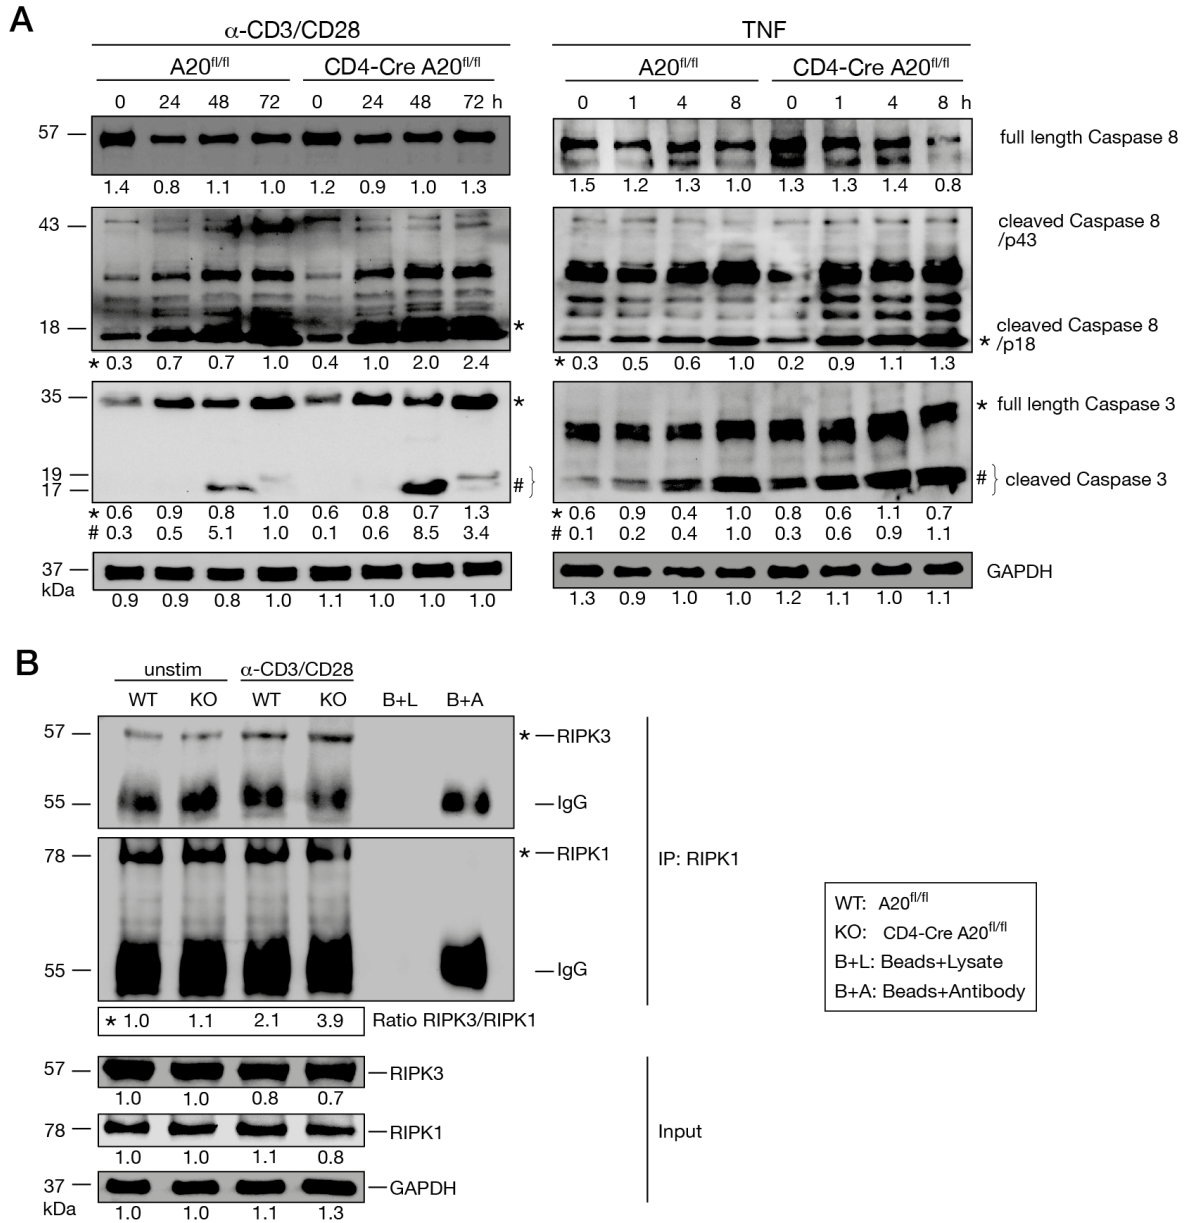 A
α-CD3/CD28
TNF
A20fl/fl
CD4-Cre A20fl/fl
A20fl/fl
CD4-Cre A20fl/fl
0 24 48 72 0 24 48 72 h
0 1 4 8 0 1 4 8 h
57
full length Caspase 8
1.4 0.8 1.1 1.0 1.2 0.9 1.0 1.3
1.5 1.2 1.3 1.0 1.3 1.3 1.4 0.8
43
cleaved Caspase 8
/p43
18
*
cleaved Caspase 8
* /p18
* 0.3 0.7 0.7 1.0 0.4 1.0 2.0 2.4
* 0.3 0.5 0.6 1.0 0.2 0.9 1.1 1.3
35
*
* full length Caspase 3
19
17
# }
# } cleaved Caspase 3
* 0.6 0.9 0.8 1.0 0.6 0.8 0.7 1.3
# 0.3 0.5 5.1 1.0 0.1 0.6 8.5 3.4
* 0.6 0.9 0.4 1.0 0.8 0.6 1.1 0.7
# 0.1 0.2 0.4 1.0 0.3 0.6 0.9 1.1
37
kDa
GAPDH
0.9 0.9 0.8 1.0 1.1 1.0 1.0 1.0
1.3 0.9 1.0 1.0 1.2 1.1 1.0 1.1
B
unstim
α-CD3/CD28
WT KO WT KO B+L B+A
57
* RIPK3
55
IgG
78
* RIPK1
IP: RIPK1
55
IgG
* 1.0 1.1 2.1 3.9 Ratio RIPK3/RIPK1
WT: A20fl/fl
KO: CD4-Cre A20fl/fl
B+L: Beads+Lysate
B+A: Beads+Antibody
57
RIPK3
1.0 1.0 0.8 0.7
78
RIPK1
Input
1.0 1.0 1.1 0.8
37
kDa
GAPDH
1.0 1.0 1.1 1.3